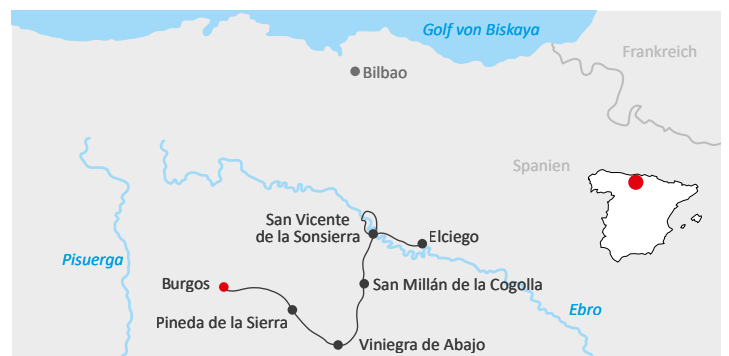 Golf von Biskaya
Frankreich
Bilbao
Spanien
San Vicente
de la Sonsierra
Elciego
Pisuerga
Burgos
San Millán de la Cogolla
Ebro
Pineda de la Sierra
Viniegra de Abajo